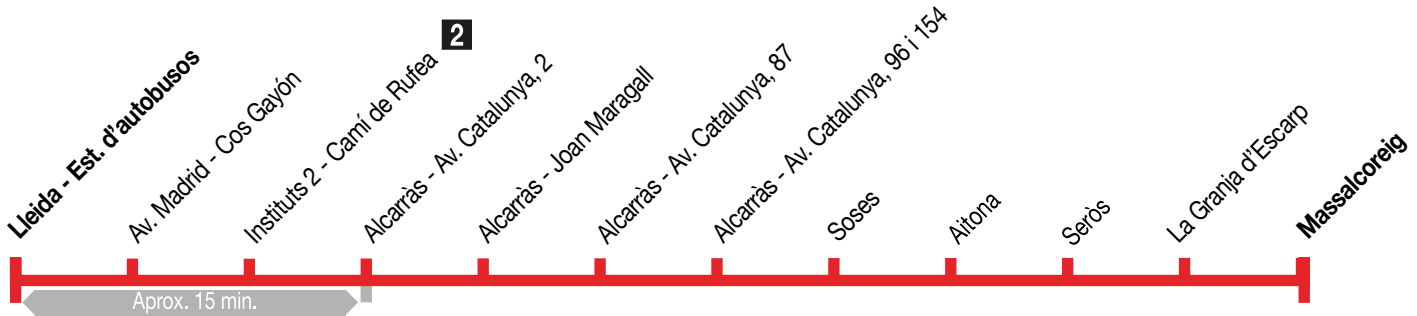 Lleida - Est. d'autobusos
Av. Madrid - Cos Gayón
Instituts 2 - Camí de Rufea 2
Alcarràs - Av. Catalunya, 2
Alcarràs - Joan Maragall
Alcarràs - Av. Catalunya, 87
Alcarràs - Av. Catalunya, 96 i 154
Soses
Aitona
Seròs
La Granja d'Escarp
Massalcoreig
Aprox. 15 min.